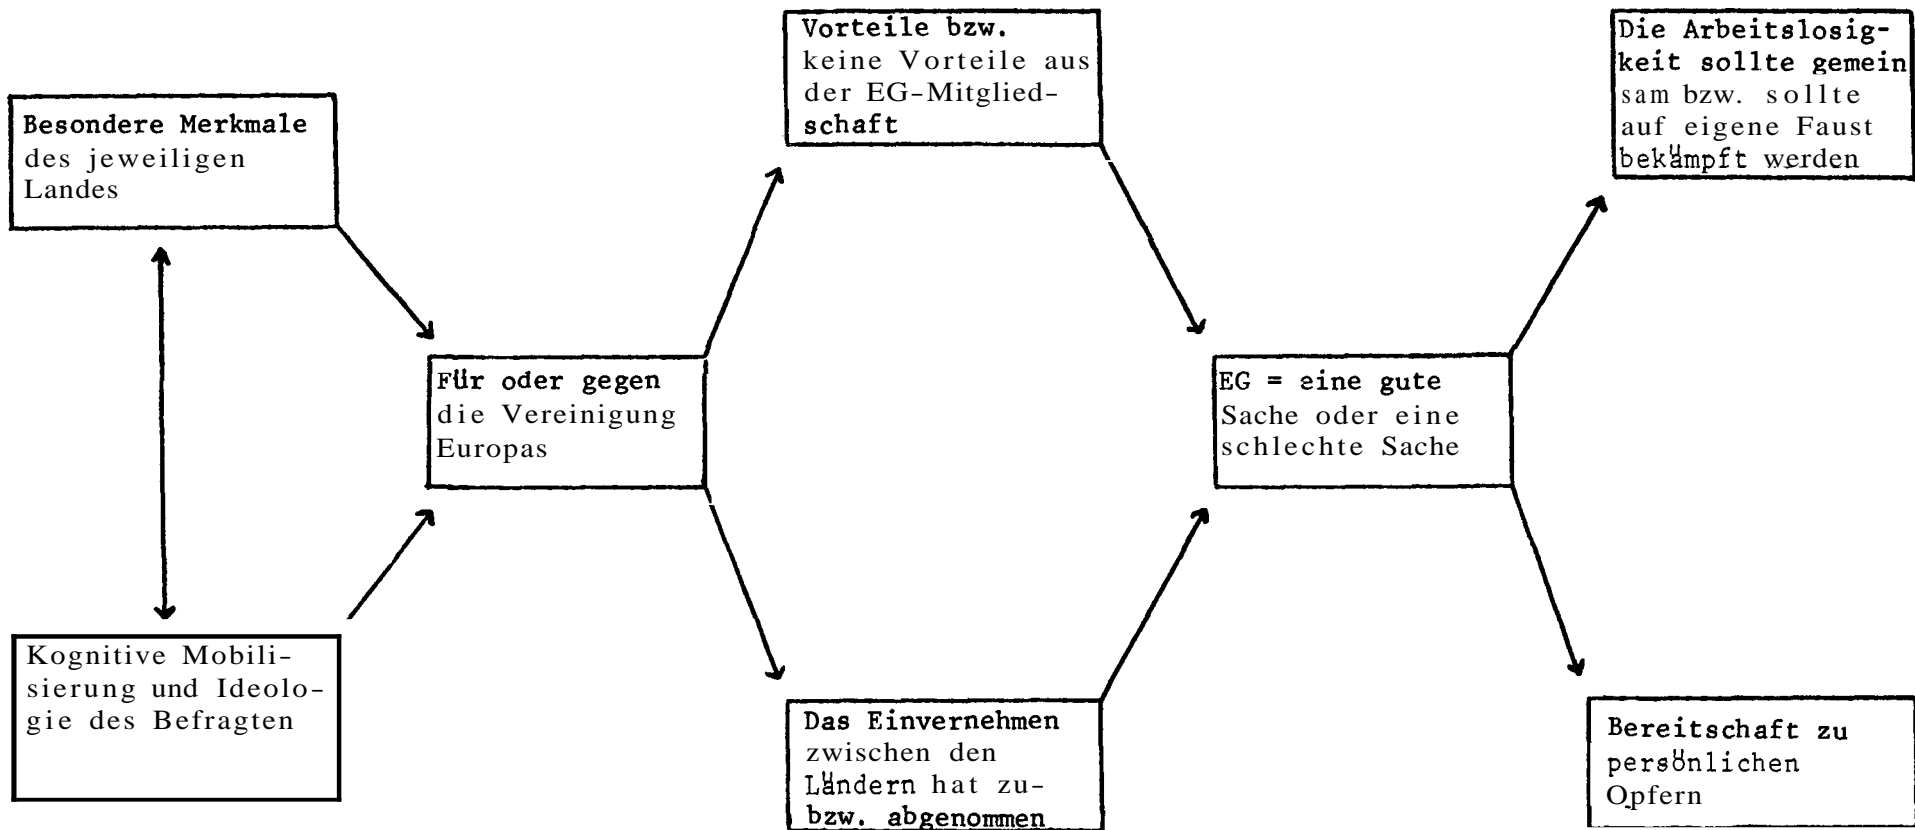 Besondere Merkmale
des jeweiligen
Landes
Kognitive Mobili-
sierung und Ideolo-
gie des Befragten
Für oder gegen
die Vereinigung
Europas
Vorteile bzw.
keine Vorteile aus
der EG-Mitglied-
schaft
Das Einvernehmen
zwischen den
Ländern hat zu-
bzw. abgenommen
EG = eine gute
Sache oder eine
schlechte Sache
Die Arbeitslosig-
keit sollte gemein
sam bzw. sollte
auf eigene Faust
bekämpft werden
Bereitschaft zu
persönlichen
Opfern